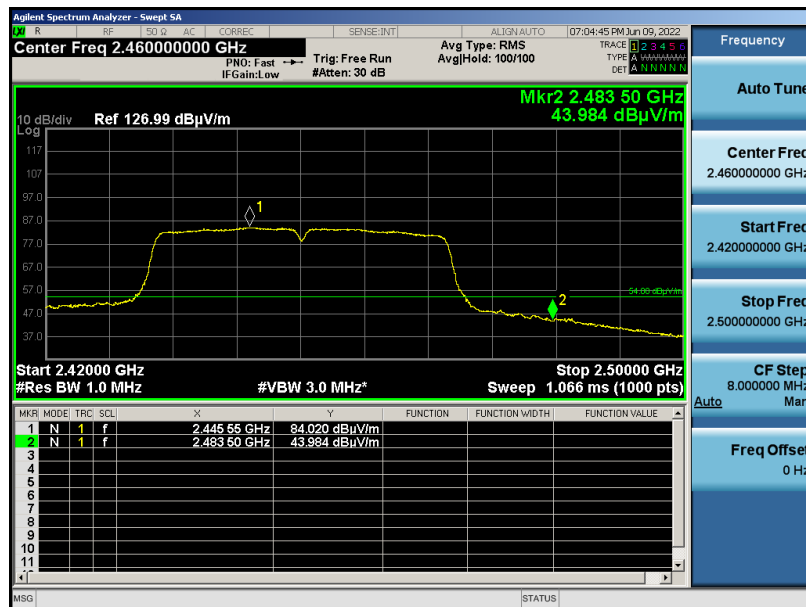 Agilent Spectrum Analyzer - Swept SA
LXI R RF 50 Ω AC CORREC SENSE:INT ALIGN AUTO 07:04:45 PM Jun 09, 2022
Center Freq 2.460000000 GHz
PNO: Fast
IFGain:Low
Trig: Free Run
#Atten: 30 dB
Avg Type: RMS
Avg|Hold: 100/100
TRACE 1 2 3 4 5 6
TYPE A WWWWW
DET A N N N N N
Mkr2 2.483 50 GHz
43.984 dBµV/m
10 dB/div Ref 126.99 dBµV/m
Log
117
107
97.0
87.0
77.0
67.0
57.0
47.0
37.0
1
2
54.00 dBµV/m
Start 2.42000 GHz Stop 2.50000 GHz
#Res BW 1.0 MHz #VBW 3.0 MHz* Sweep 1.066 ms (1000 pts)
MKR MODE TRC SCL X Y FUNCTION FUNCTION WIDTH FUNCTION VALUE
1 N 1 f 2.445 55 GHz 84.020 dBµV/m
2 N 1 f 2.483 50 GHz 43.984 dBµV/m
3
4
5
6
7
8
9
10
11
MSG STATUS
Frequency
Auto Tune
Center Freq
2.460000000 GHz
Start Freq
2.420000000 GHz
Stop Freq
2.500000000 GHz
CF Step
8.000000 MHz
Auto Man
Freq Offset
0 Hz